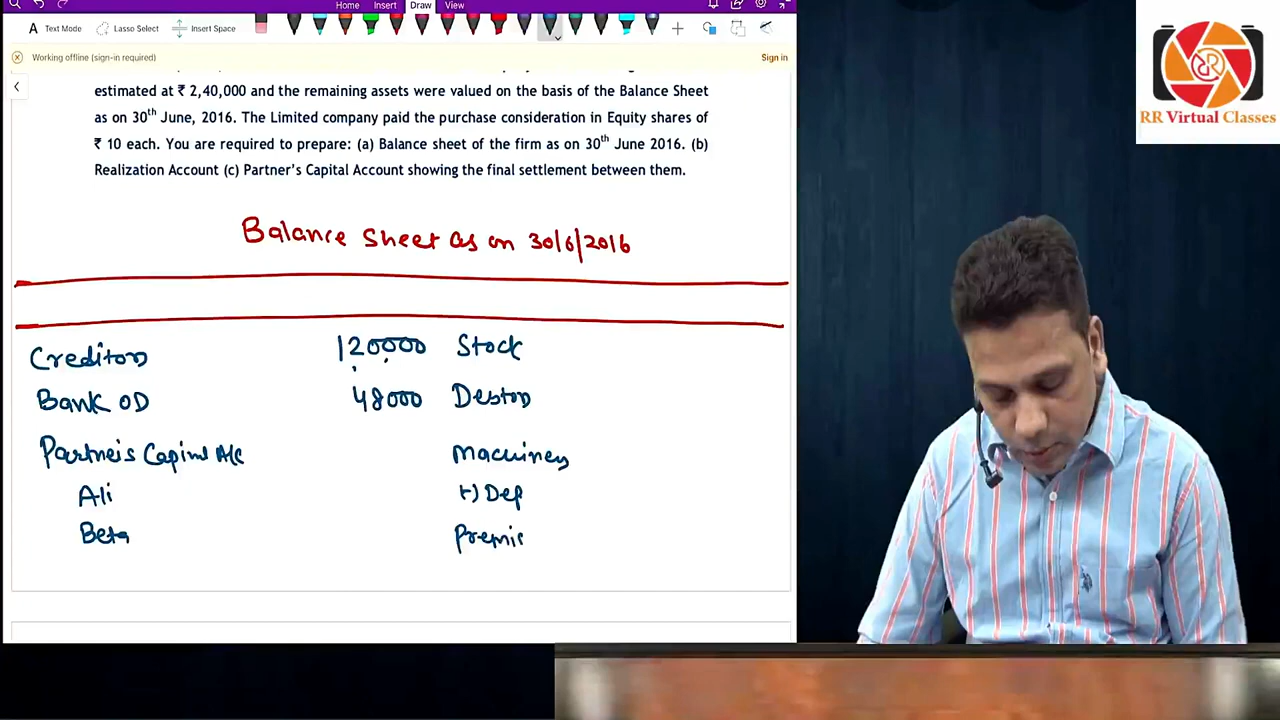 Home Insert Draw View
Text Mode Lasso Select Insert Space
Working offline (sign-in required) Sign in
estimated at ₹ 2,40,000 and the remaining assets were valued on the basis of the Balance Sheet
as on 30th June, 2016. The Limited company paid the purchase consideration in Equity shares of
₹ 10 each. You are required to prepare: (a) Balance sheet of the firm as on 30th June 2016. (b)
Realization Account (c) Partner's Capital Account showing the final settlement between them.
Balance Sheet as on 30/6/2016
Creditors 120000 Stock
Bank OD 48000 Debtors
Partner's Capital A/c Machinery
Ali (-) Dep
Beta Premis
RR Virtual Classes